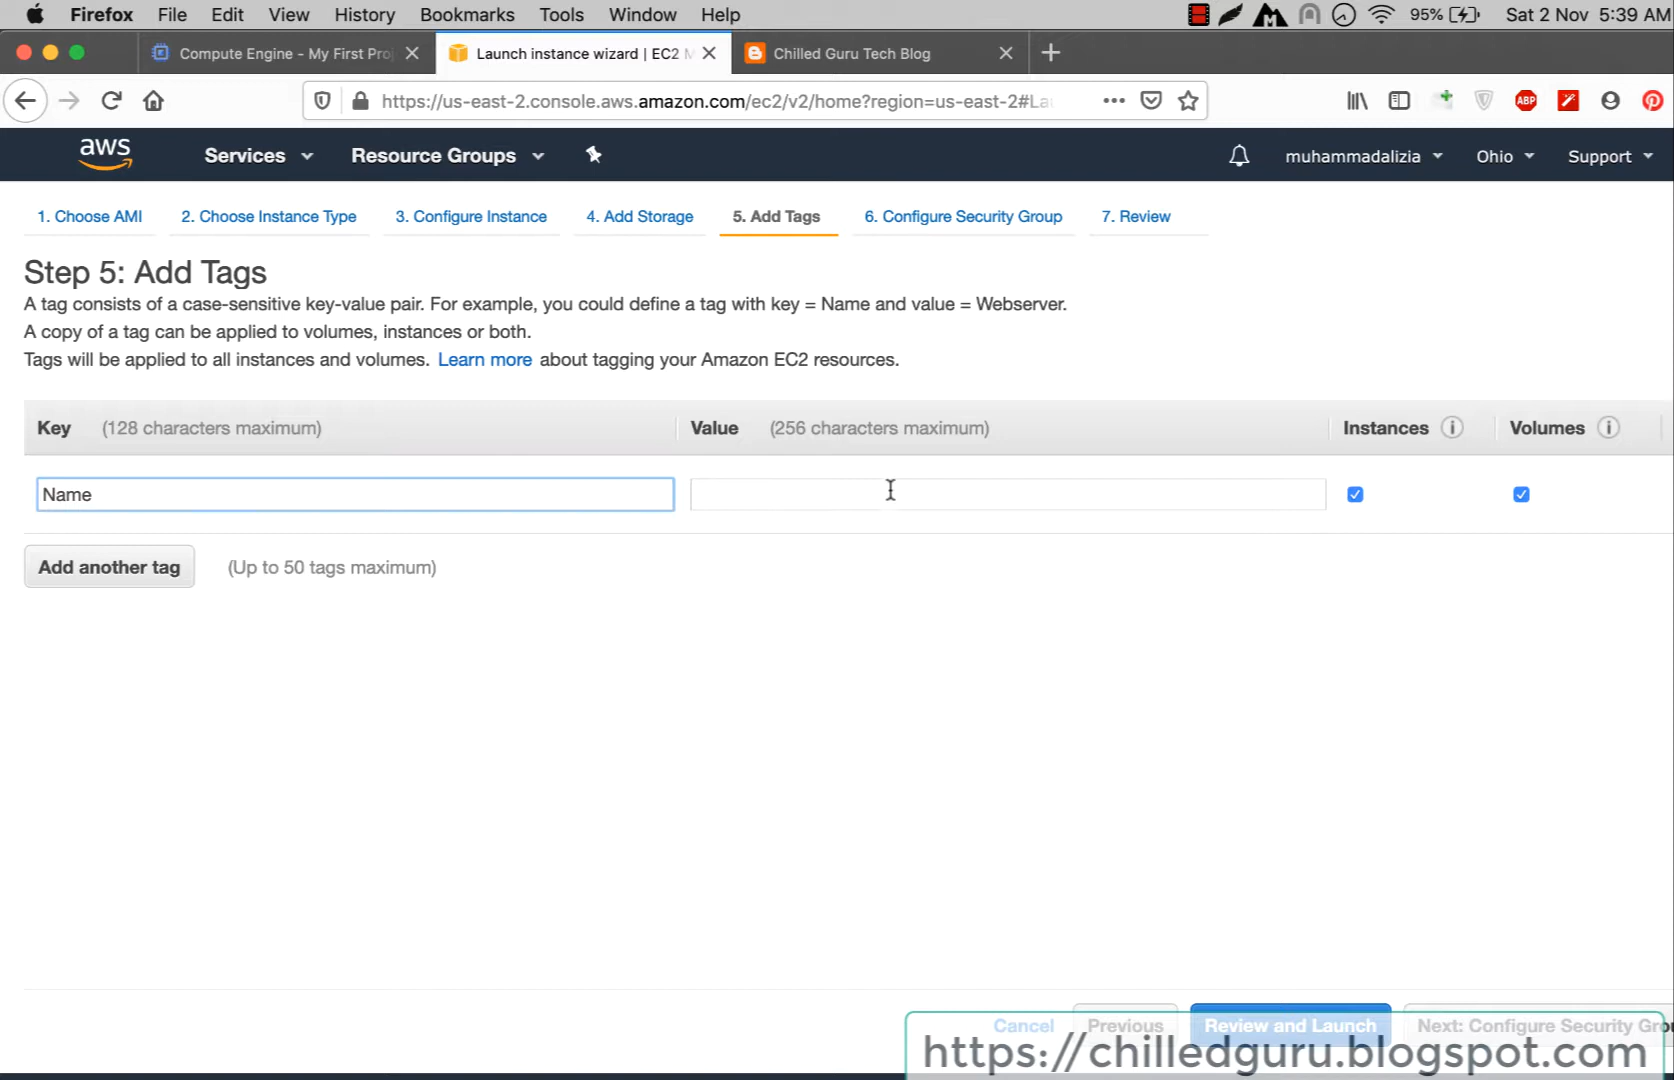 Firefox File Edit View History Bookmarks Tools Window Help 95% Sat 2 Nov 5:39 AM
Compute Engine - My First Proj Launch instance wizard | EC2 M Chilled Guru Tech Blog
https://us-east-2.console.aws.amazon.com/ec2/v2/home?region=us-east-2#La ABP
aws Services Resource Groups muhammadalizia Ohio Support
1. Choose AMI 2. Choose Instance Type 3. Configure Instance 4. Add Storage 5. Add Tags 6. Configure Security Group 7. Review
Step 5: Add Tags
A tag consists of a case-sensitive key-value pair. For example, you could define a tag with key = Name and value = Webserver.
A copy of a tag can be applied to volumes, instances or both.
Tags will be applied to all instances and volumes. Learn more about tagging your Amazon EC2 resources.
Key (128 characters maximum) Value (256 characters maximum) Instances Volumes
Name
Add another tag (Up to 50 tags maximum)
Cancel Previous Review and Launch Next: Configure Security Grou
https://chilledguru.blogspot.com